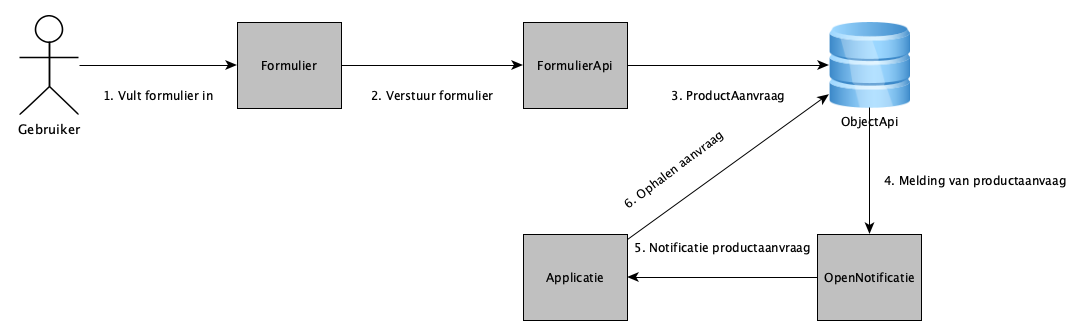 Gebruiker
1. Vult formulier in
Formulier
2. Verstuur formulier
FormulierApi
3. ProductAanvraag
ObjectApi
4. Melding van productaanvaag
OpenNotificatie
5. Notificatie productaanvraag
Applicatie
6. Ophalen aanvraag